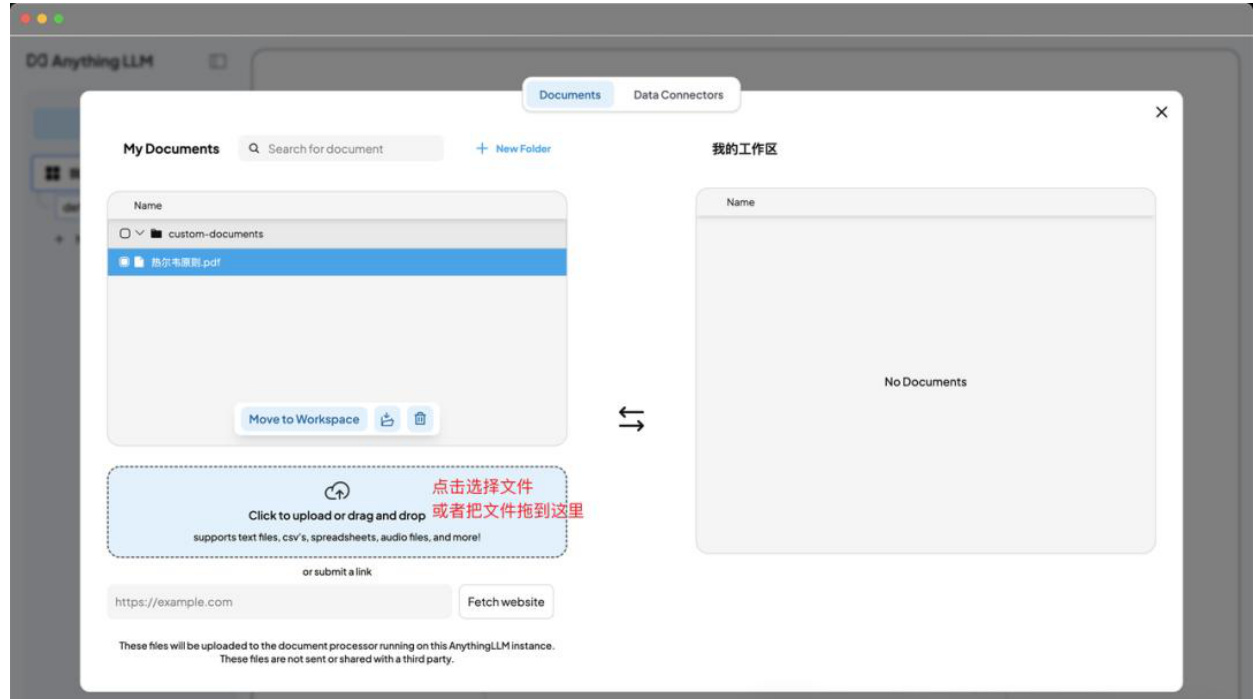 AnythingLLM
Documents
Data Connectors
My Documents
Search for document
New Folder
我的工作区
Name
custom-documents
热尔韦原则.pdf
Move to Workspace
Name
No Documents
Click to upload or drag and drop
supports text files, csv's, spreadsheets, audio files, and more!
点击选择文件
或者把文件拖到这里
or submit a link
https://example.com
Fetch website
These files will be uploaded to the document processor running on this AnythingLLM instance.
These files are not sent or shared with a third party.